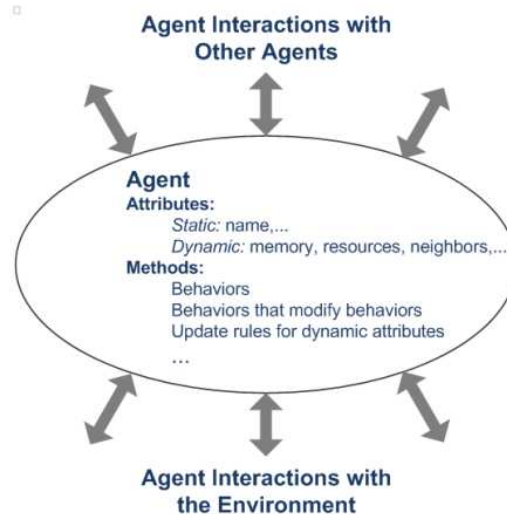 Agent Interactions with
Other Agents
Agent
Attributes:
Static: name,...
Dynamic: memory, resources, neighbors,...
Methods:
Behaviors
Behaviors that modify behaviors
Update rules for dynamic attributes
...
Agent Interactions with
the Environment